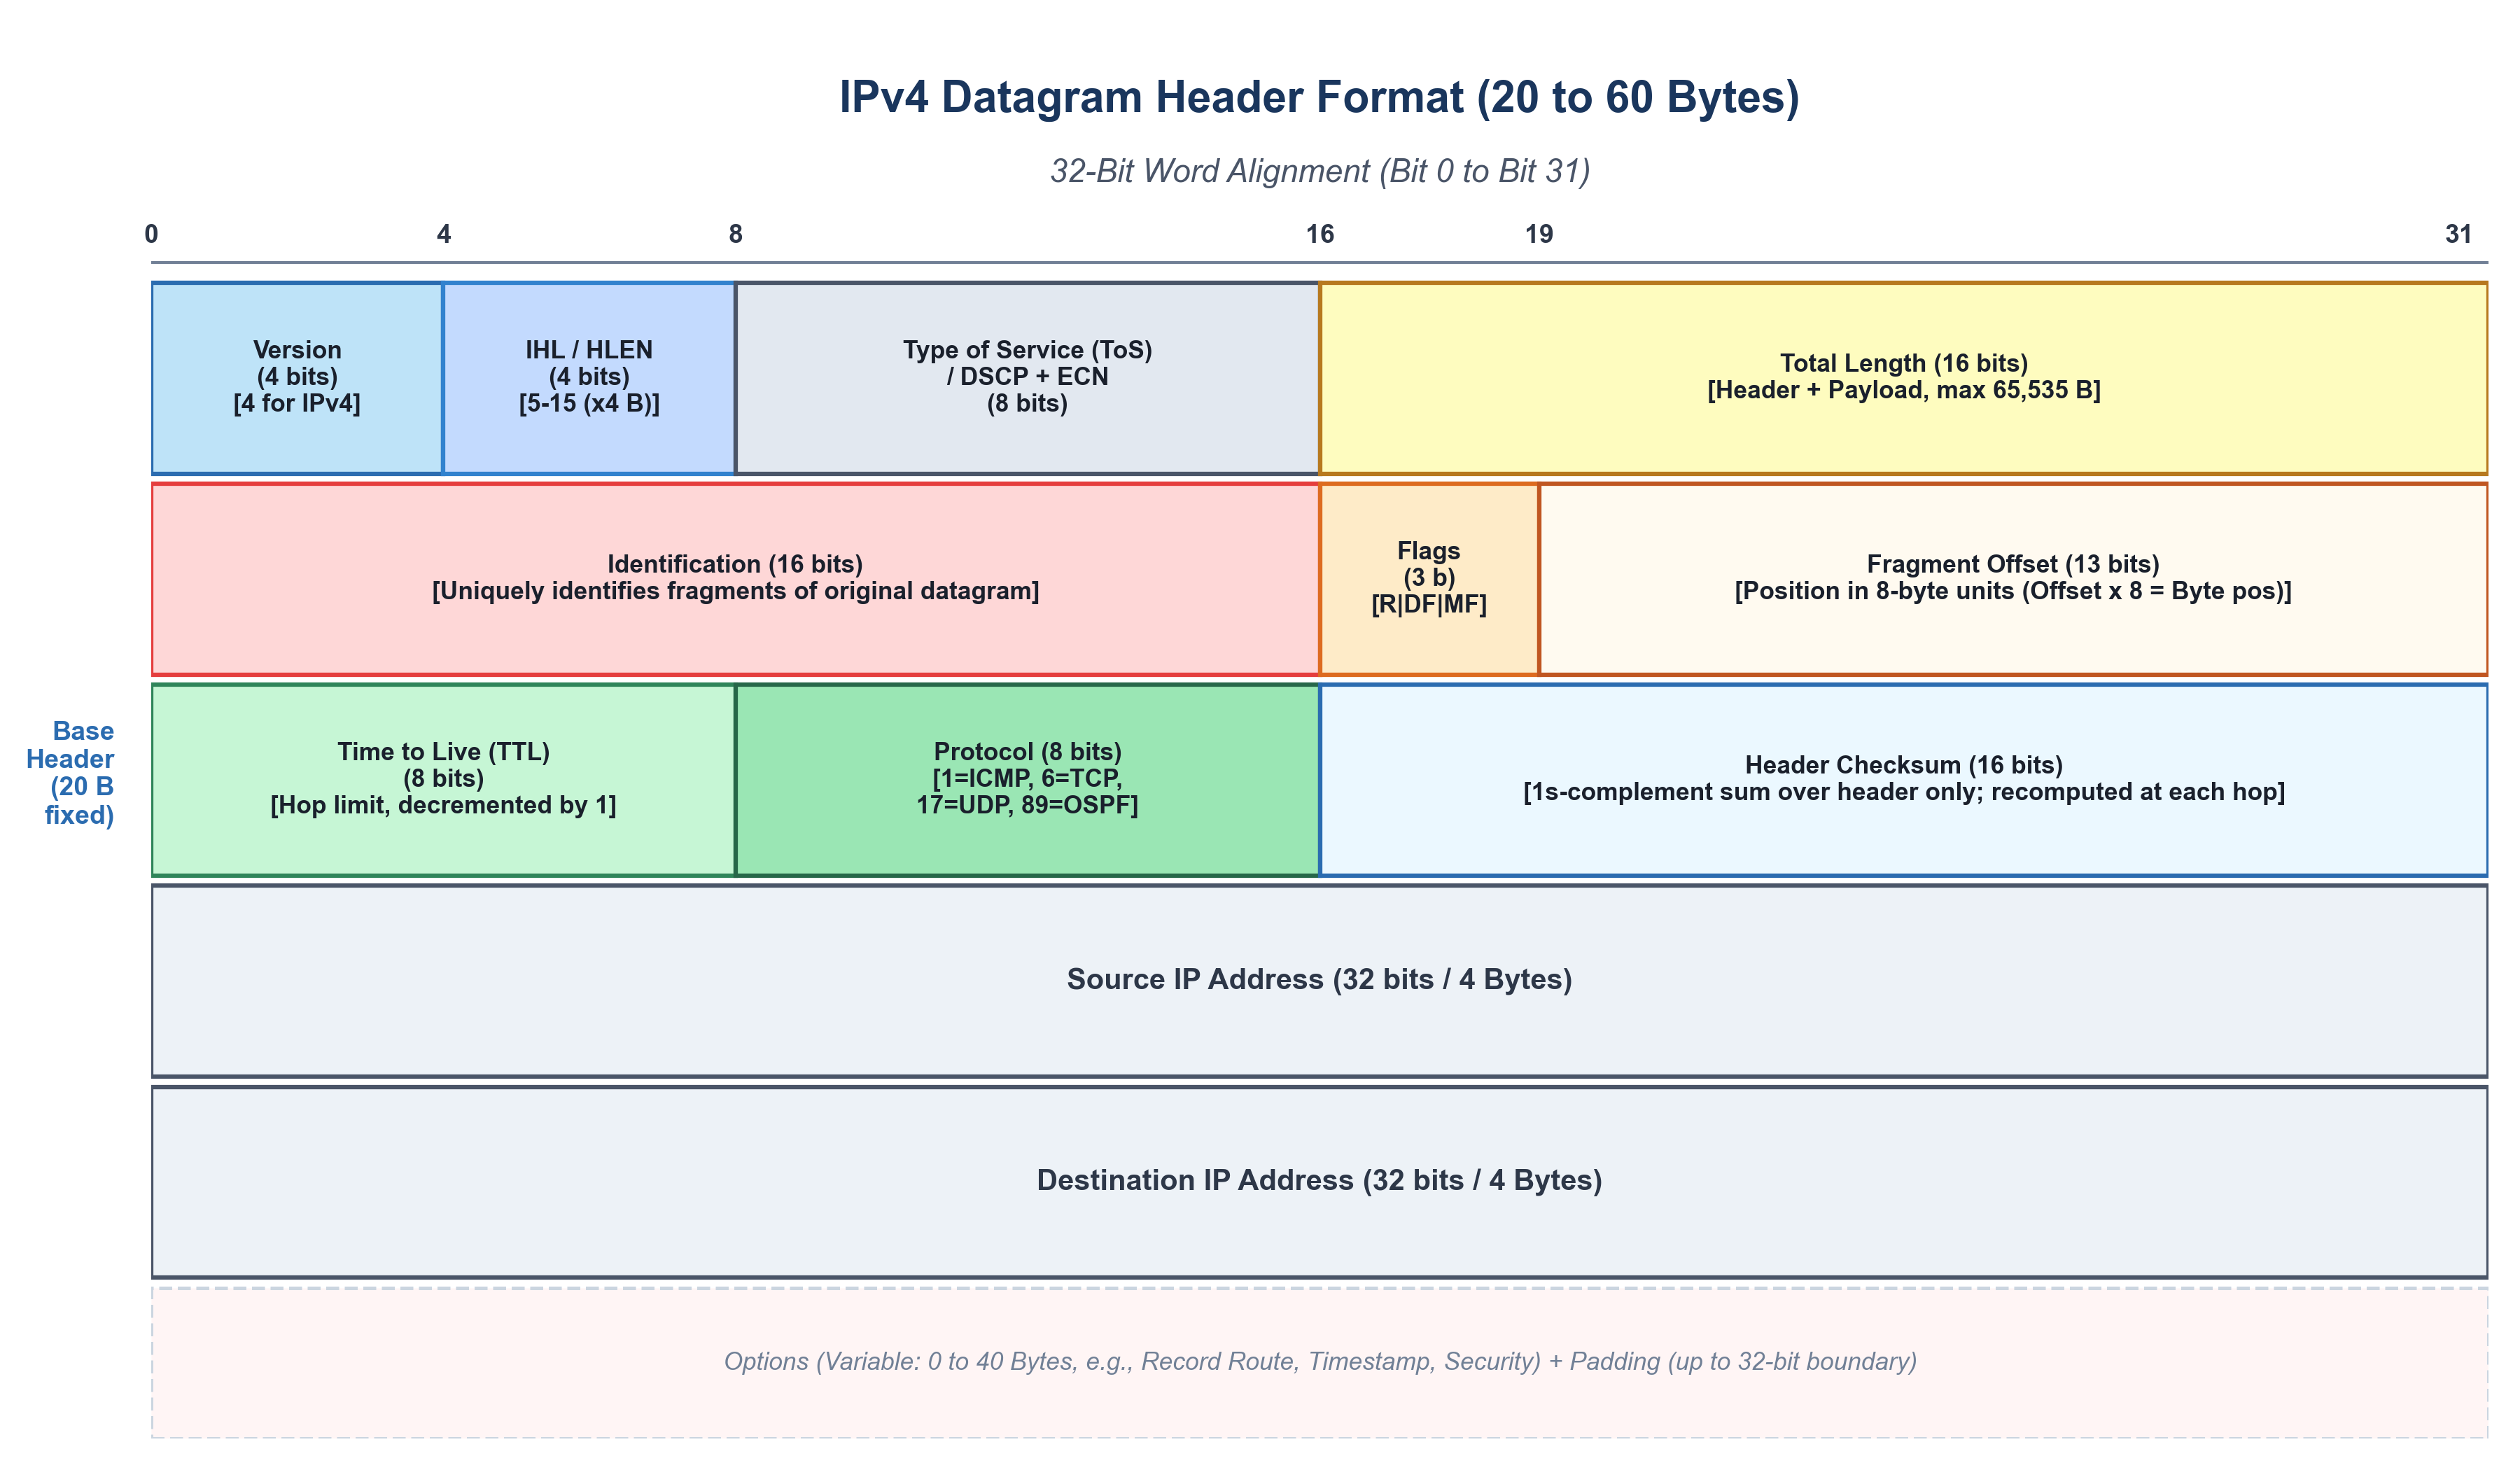 IPv4 Datagram Header Format (20 to 60 Bytes)
32-Bit Word Alignment (Bit 0 to Bit 31)
0 4 8 16 19 31
Version
(4 bits)
[4 for IPv4]
IHL / HLEN
(4 bits)
[5-15 (x4 B)]
Type of Service (ToS)
/ DSCP + ECN
(8 bits)
Total Length (16 bits)
[Header + Payload, max 65,535 B]
Identification (16 bits)
[Uniquely identifies fragments of original datagram]
Flags
(3 b)
[R|DF|MF]
Fragment Offset (13 bits)
[Position in 8-byte units (Offset x 8 = Byte pos)]
Base
Header
(20 B
fixed)
Time to Live (TTL)
(8 bits)
[Hop limit, decremented by 1]
Protocol (8 bits)
[1=ICMP, 6=TCP,
17=UDP, 89=OSPF]
Header Checksum (16 bits)
[1s-complement sum over header only; recomputed at each hop]
Source IP Address (32 bits / 4 Bytes)
Destination IP Address (32 bits / 4 Bytes)
Options (Variable: 0 to 40 Bytes, e.g., Record Route, Timestamp, Security) + Padding (up to 32-bit boundary)